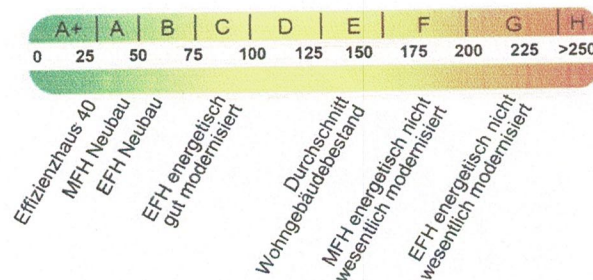 A+ A B C D E F G H
0 25 50 75 100 125 150 175 200 225 >250
Effizienzhaus 40
MFH Neubau
EFH Neubau
EFH energetisch
gut modernisiert
Durchschnitt
Wohngebäudebestand
MFH energetisch nicht
wesentlich modernisiert
EFH energetisch nicht
wesentlich modernisiert